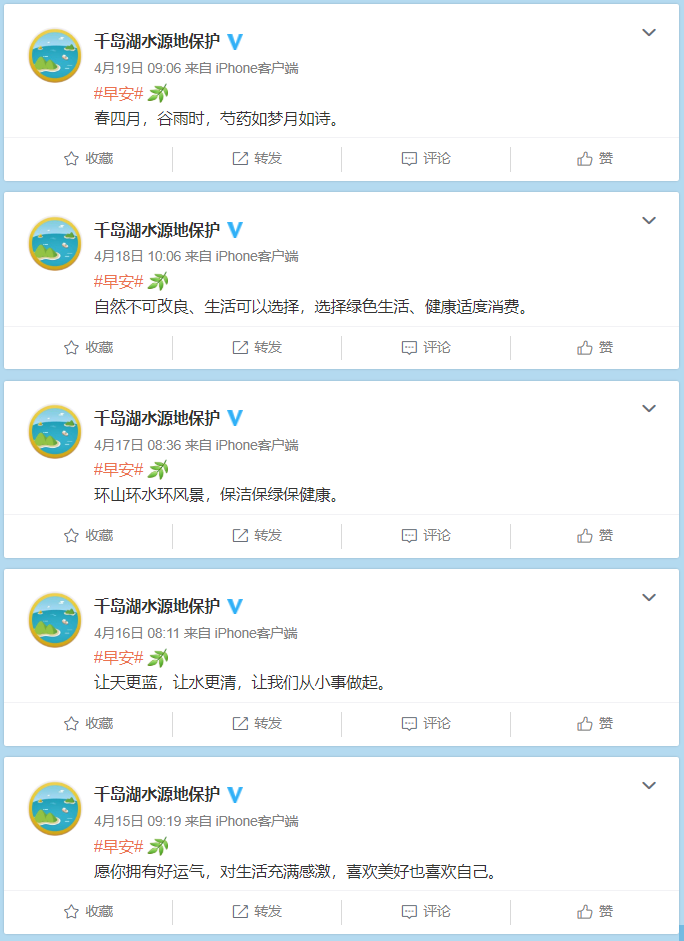 千岛湖水源地保护
4月19日 09:06 来自 iPhone客户端
#早安#
春四月，谷雨时，芍药如梦月如诗。
收藏 转发 评论 赞
千岛湖水源地保护
4月18日 10:06 来自 iPhone客户端
#早安#
自然不可改良、生活可以选择，选择绿色生活、健康适度消费。
收藏 转发 评论 赞
千岛湖水源地保护
4月17日 08:36 来自 iPhone客户端
#早安#
环山环水环风景，保洁保绿保健康。
收藏 转发 评论 赞
千岛湖水源地保护
4月16日 08:11 来自 iPhone客户端
#早安#
让天更蓝，让水更清，让我们从小事做起。
收藏 转发 评论 赞
千岛湖水源地保护
4月15日 09:19 来自 iPhone客户端
#早安#
愿你拥有好运气，对生活充满感激，喜欢美好也喜欢自己。
收藏 转发 评论 赞